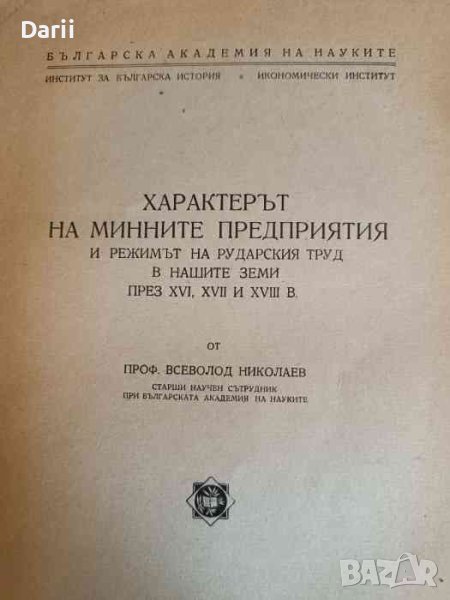 Darii
БЪЛГАРСКА АКАДЕМИЯ НА НАУКИТЕ
ИНСТИТУТ ЗА БЪЛГАРСКА ИСТОРИЯ • ИКОНОМИЧЕСКИ ИНСТИТУТ
ХАРАКТЕРЪТ
НА МИННИТЕ ПРЕДПРИЯТИЯ
И РЕЖИМЪТ НА РУДАРСКИЯ ТРУД
В НАШИТЕ ЗЕМИ
ПРЕЗ XVI, XVII И XVIII В.
ОТ
ПРОФ. ВСЕВОЛОД НИКОЛАЕВ
СТАРШИ НАУЧЕН СЪТРУДНИК
ПРИ БЪЛГАРСКАТА АКАДЕМИЯ НА НАУКИТЕ
BAZAR